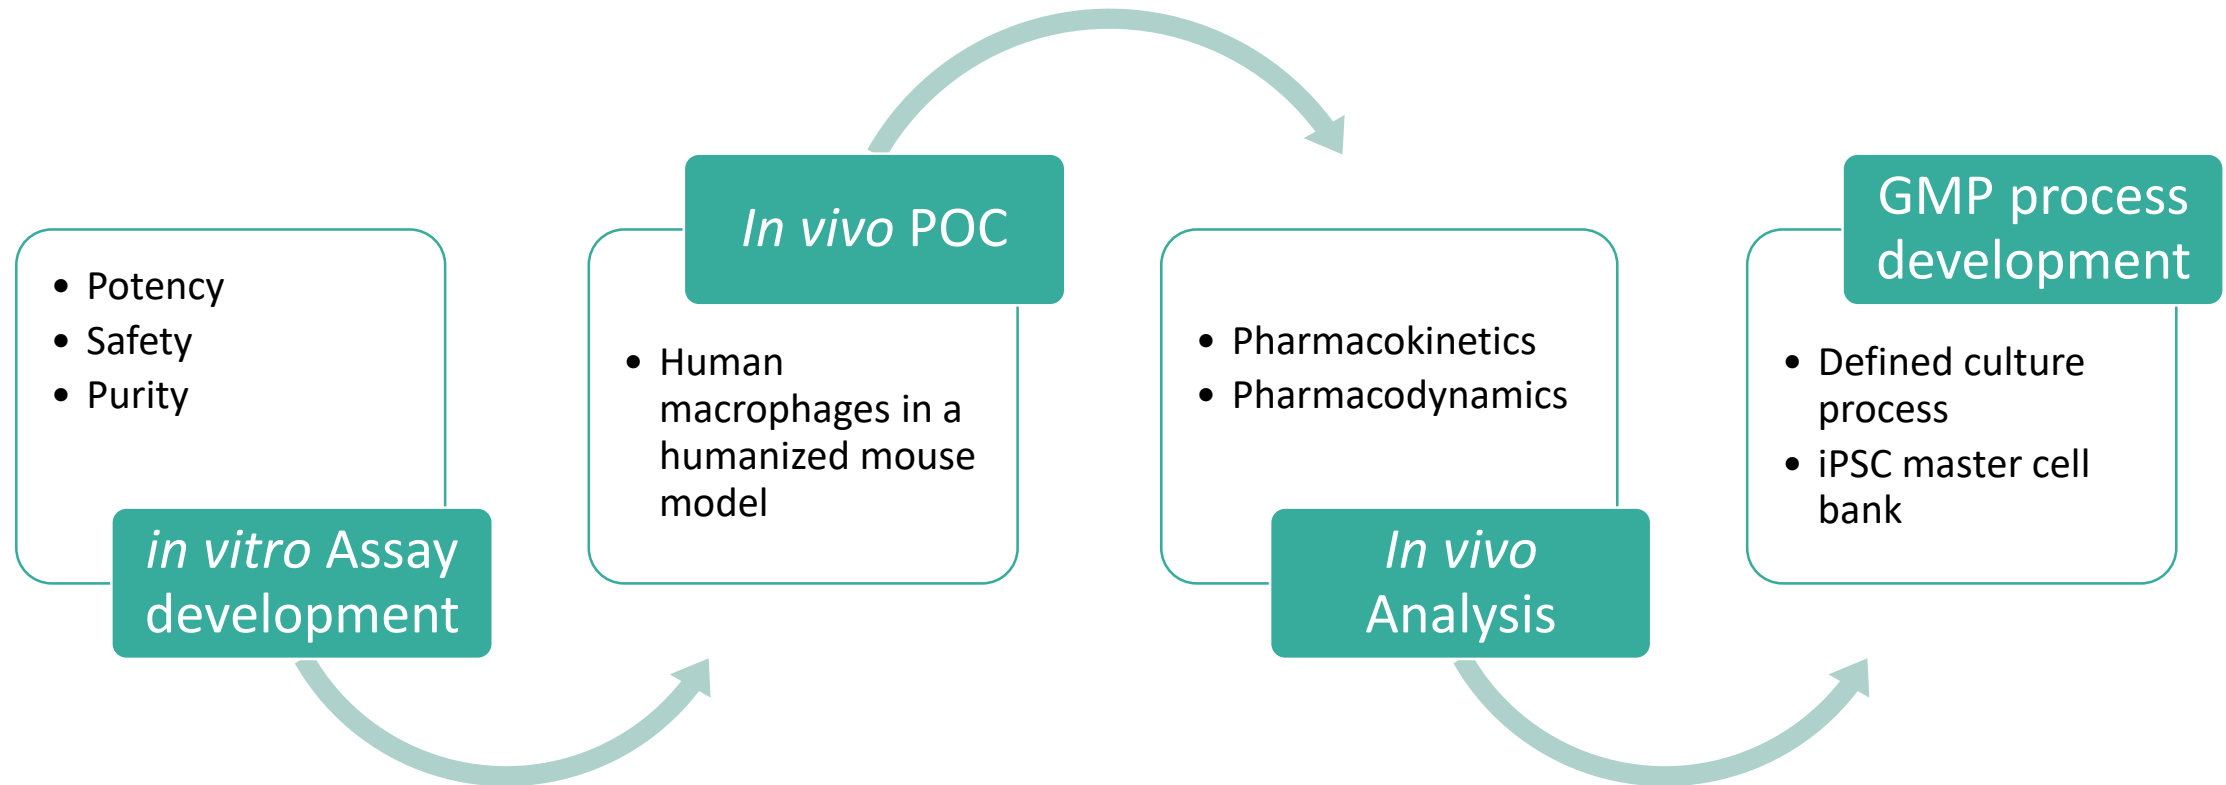 • Potency
• Safety
• Purity
in vitro Assay
development
In vivo POC
• Human
macrophages in a
humanized mouse
model
• Pharmacokinetics
• Pharmacodynamics
In vivo
Analysis
GMP process
development
• Defined culture
process
• iPSC master cell
bank